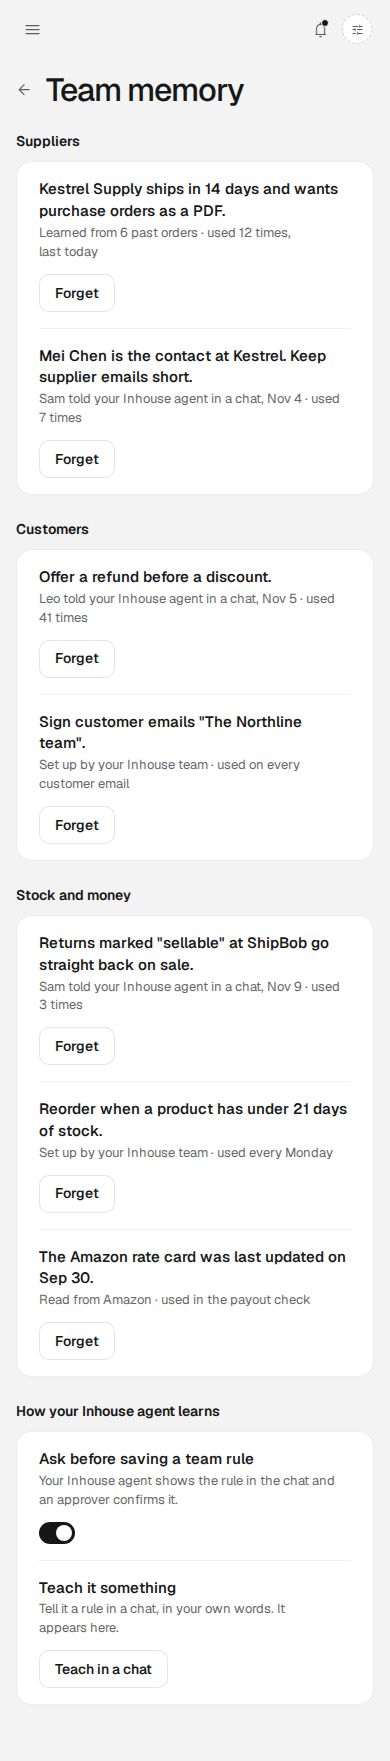 Team memory
Suppliers
Kestrel Supply ships in 14 days and wants
purchase orders as a PDF.
Learned from 6 past orders · used 12 times,
last today
Forget
Mei Chen is the contact at Kestrel. Keep
supplier emails short.
Sam told your Inhouse agent in a chat, Nov 4 · used
7 times
Forget
Customers
Offer a refund before a discount.
Leo told your Inhouse agent in a chat, Nov 5 · used
41 times
Forget
Sign customer emails "The Northline
team".
Set up by your Inhouse team · used on every
customer email
Forget
Stock and money
Returns marked "sellable" at ShipBob go
straight back on sale.
Sam told your Inhouse agent in a chat, Nov 9 · used
3 times
Forget
Reorder when a product has under 21 days
of stock.
Set up by your Inhouse team · used every Monday
Forget
The Amazon rate card was last updated on
Sep 30.
Read from Amazon · used in the payout check
Forget
How your Inhouse agent learns
Ask before saving a team rule
Your Inhouse agent shows the rule in the chat and
an approver confirms it.
Teach it something
Tell it a rule in a chat, in your own words. It
appears here.
Teach in a chat